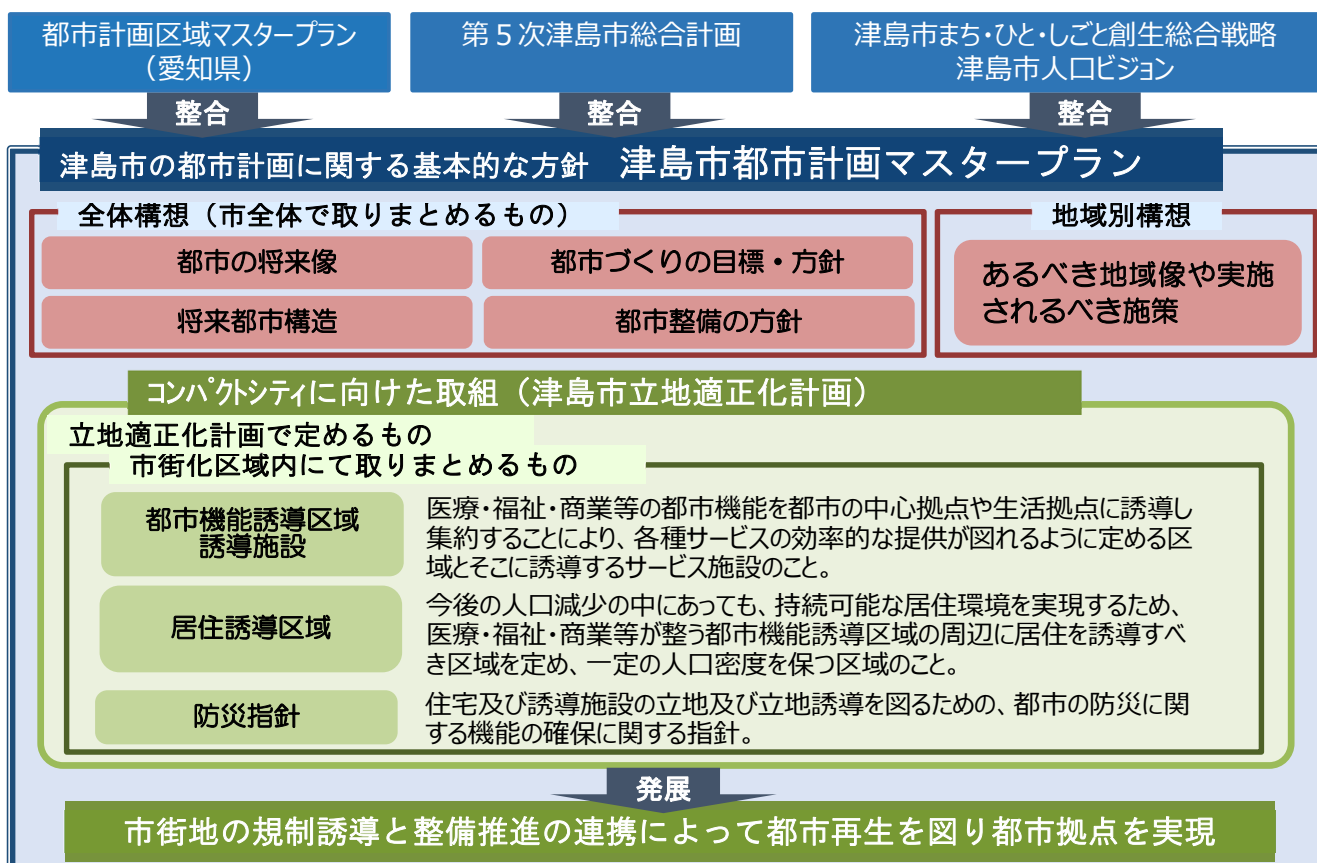 都市計画区域マスタープラン
（愛知県）
第５次津島市総合計画
津島市まち・ひと・しごと創生総合戦略
津島市人口ビジョン
整合
整合
整合
津島市の都市計画に関する基本的な方針　津島市都市計画マスタープラン
全体構想（市全体で取りまとめるもの）
都市の将来像
都市づくりの目標・方針
将来都市構造
都市整備の方針
地域別構想
あるべき地域像や実施
されるべき施策
コンパクトシティに向けた取組（津島市立地適正化計画）
立地適正化計画で定めるもの
市街化区域内にて取りまとめるもの
都市機能誘導区域
誘導施設
医療・福祉・商業等の都市機能を都市の中心拠点や生活拠点に誘導し
集約することにより、各種サービスの効率的な提供が図れるように定める区
域とそこに誘導するサービス施設のこと。
居住誘導区域
今後の人口減少の中にあっても、持続可能な居住環境を実現するため、
医療・福祉・商業等が整う都市機能誘導区域の周辺に居住を誘導すべ
き区域を定め、一定の人口密度を保つ区域のこと。
防災指針
住宅及び誘導施設の立地及び立地誘導を図るための、都市の防災に関
する機能の確保に関する指針。
発展
市街地の規制誘導と整備推進の連携によって都市再生を図り都市拠点を実現